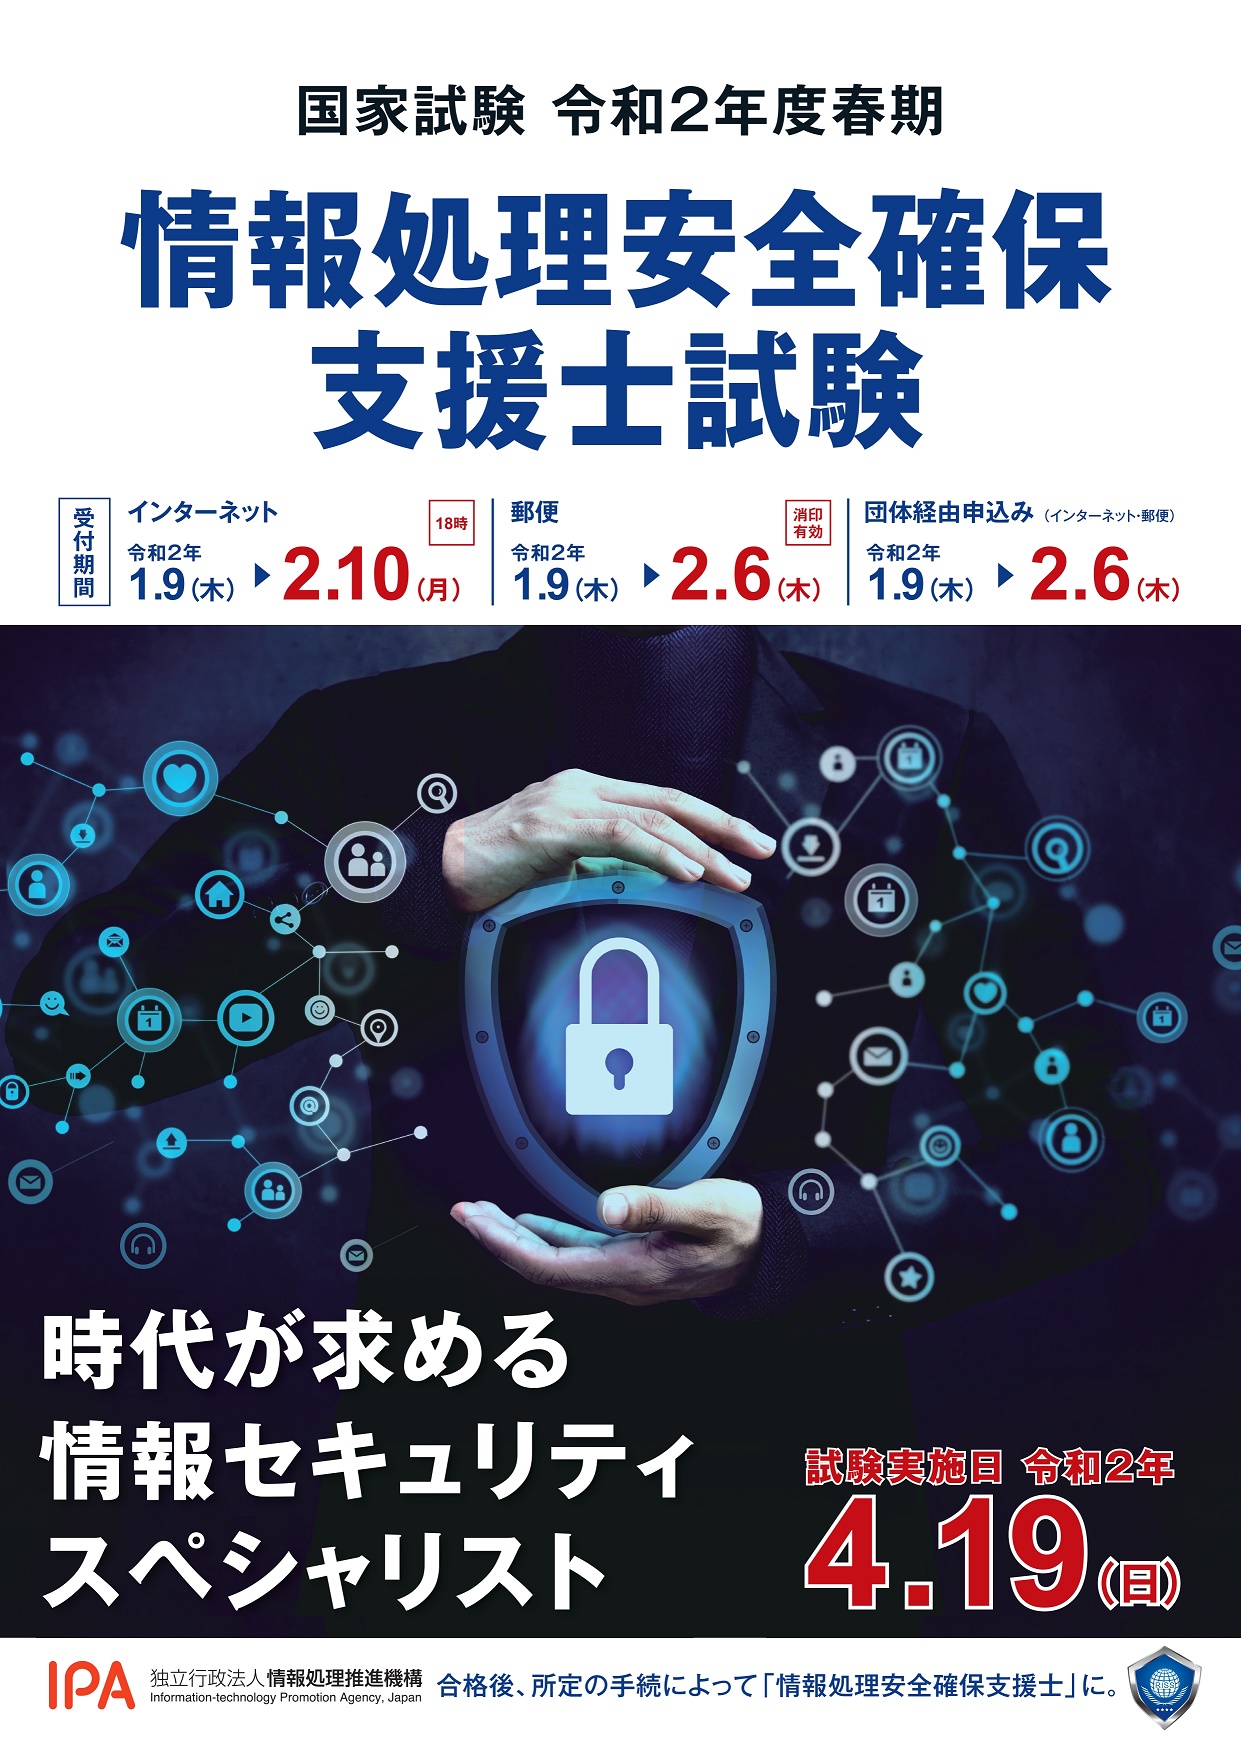 国家試験 令和2年度春期
情報処理安全確保
支援士試験
受付期間
インターネット
18時
令和2年
1.9(木) ▶ 2.10(月)
郵便
消印有効
令和2年
1.9(木) ▶ 2.6(木)
団体経由申込み (インターネット・郵便)
令和2年
1.9(木) ▶ 2.6(木)
時代が求める
情報セキュリティ
スペシャリスト
試験実施日 令和2年
4.19(日)
IPA 独立行政法人情報処理推進機構
Information-technology Promotion Agency, Japan
合格後、所定の手続によって「情報処理安全確保支援士」に。
RISS